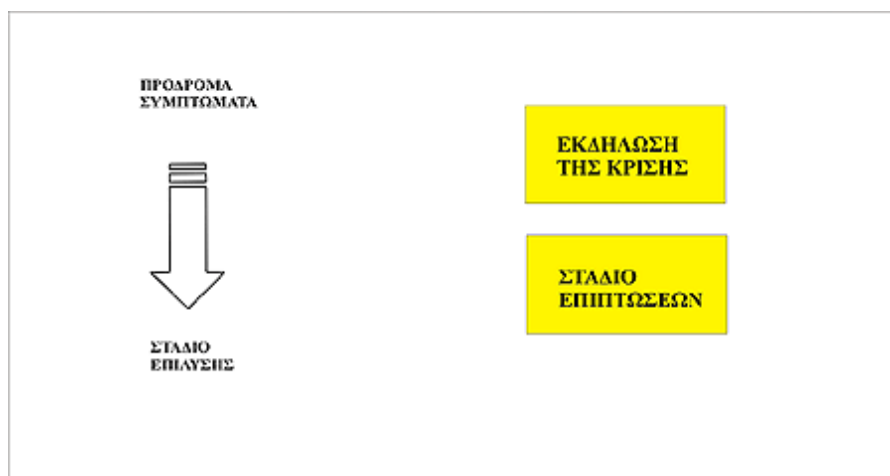 ΠΡΟΔΡΟΜΑ
ΣΥΜΠΤΩΜΑΤΑ
ΣΤΑΔΙΟ
ΕΠΙΛΥΣΗΣ
ΕΚΔΗΛΩΣΗ
ΤΗΣ ΚΡΙΣΗΣ
ΣΤΑΔΙΟ
ΕΠΙΠΤΩΣΕΩΝ